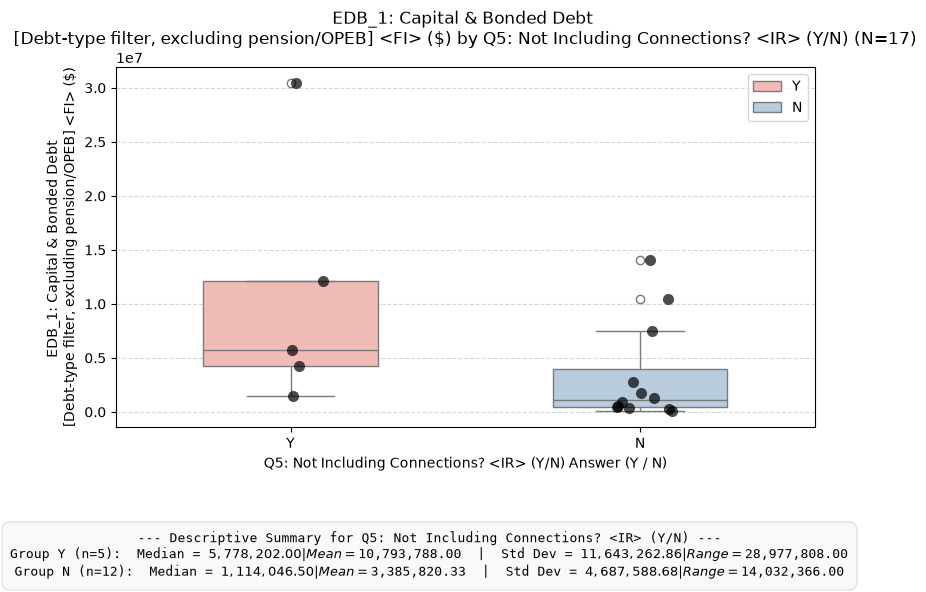 EDB_1: Capital & Bonded Debt
[Debt-type filter, excluding pension/OPEB] <FI> ($) by Q5: Not Including Connections? <IR> (Y/N) (N=17)
1e7
3.0
2.5
2.0
1.5
1.0
0.5
0.0
EDB_1: Capital & Bonded Debt
[Debt-type filter, excluding pension/OPEB] <FI> ($)
Y
N
Y
N
Q5: Not Including Connections? <IR> (Y/N) Answer (Y / N)
--- Descriptive Summary for Q5: Not Including Connections? <IR> (Y/N) ---
Group Y (n=5): Median = 5,778,202.00|Mean=10,793,788.00 | Std Dev = 11,643,262.86|Range=28,977,808.00
Group N (n=12): Median = 1,114,046.50|Mean=3,385,820.33 | Std Dev = 4,687,588.68|Range=14,032,366.00